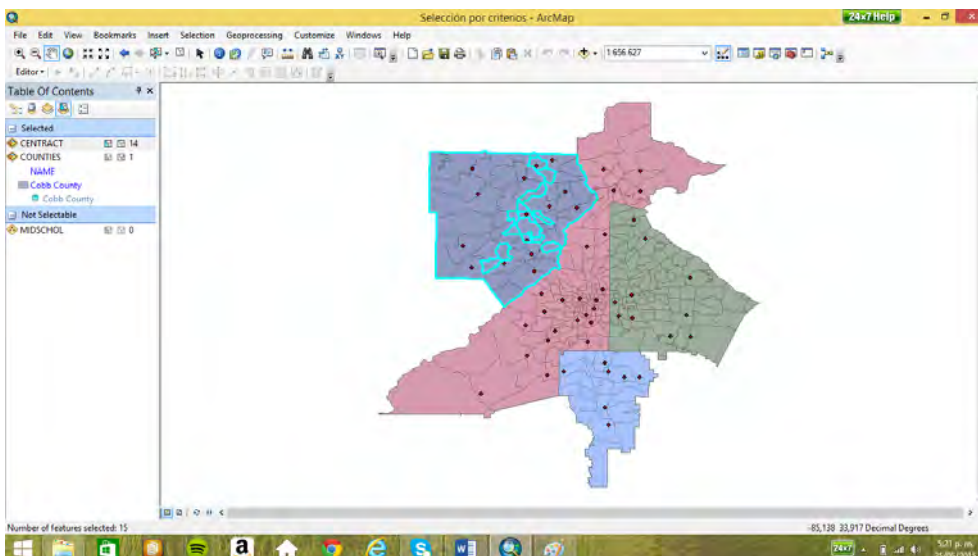 Selección por criterios - ArcMap
24x7 Help
File Edit View Bookmarks Insert Selection Geoprocessing Customize Windows Help
1:656.627
Editor
Table Of Contents
Selected
CENTRACT 14
COUNTIES 1
NAME
Cobb County
Cobb County
Not Selectable
MIDSCHOL 0
Number of features selected: 15
-85,138 33,917 Decimal Degrees
24x7
5:21 p. m.